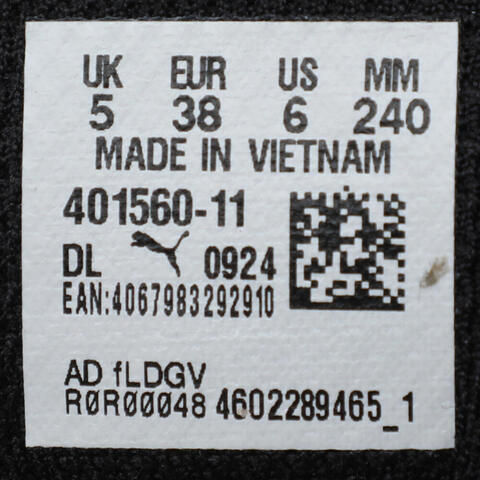 UK EUR US MM
5 38 6 240
MADE IN VIETNAM
401560-11
DL 0924
EAN:4067983292910
AD fLDGV
R0R00048 4602289465_1